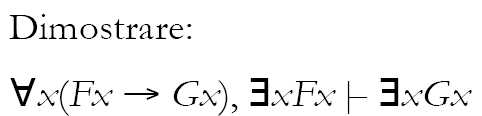 Dimostrare:
∀x(Fx → Gx), ∃xFx ⊢ ∃xGx